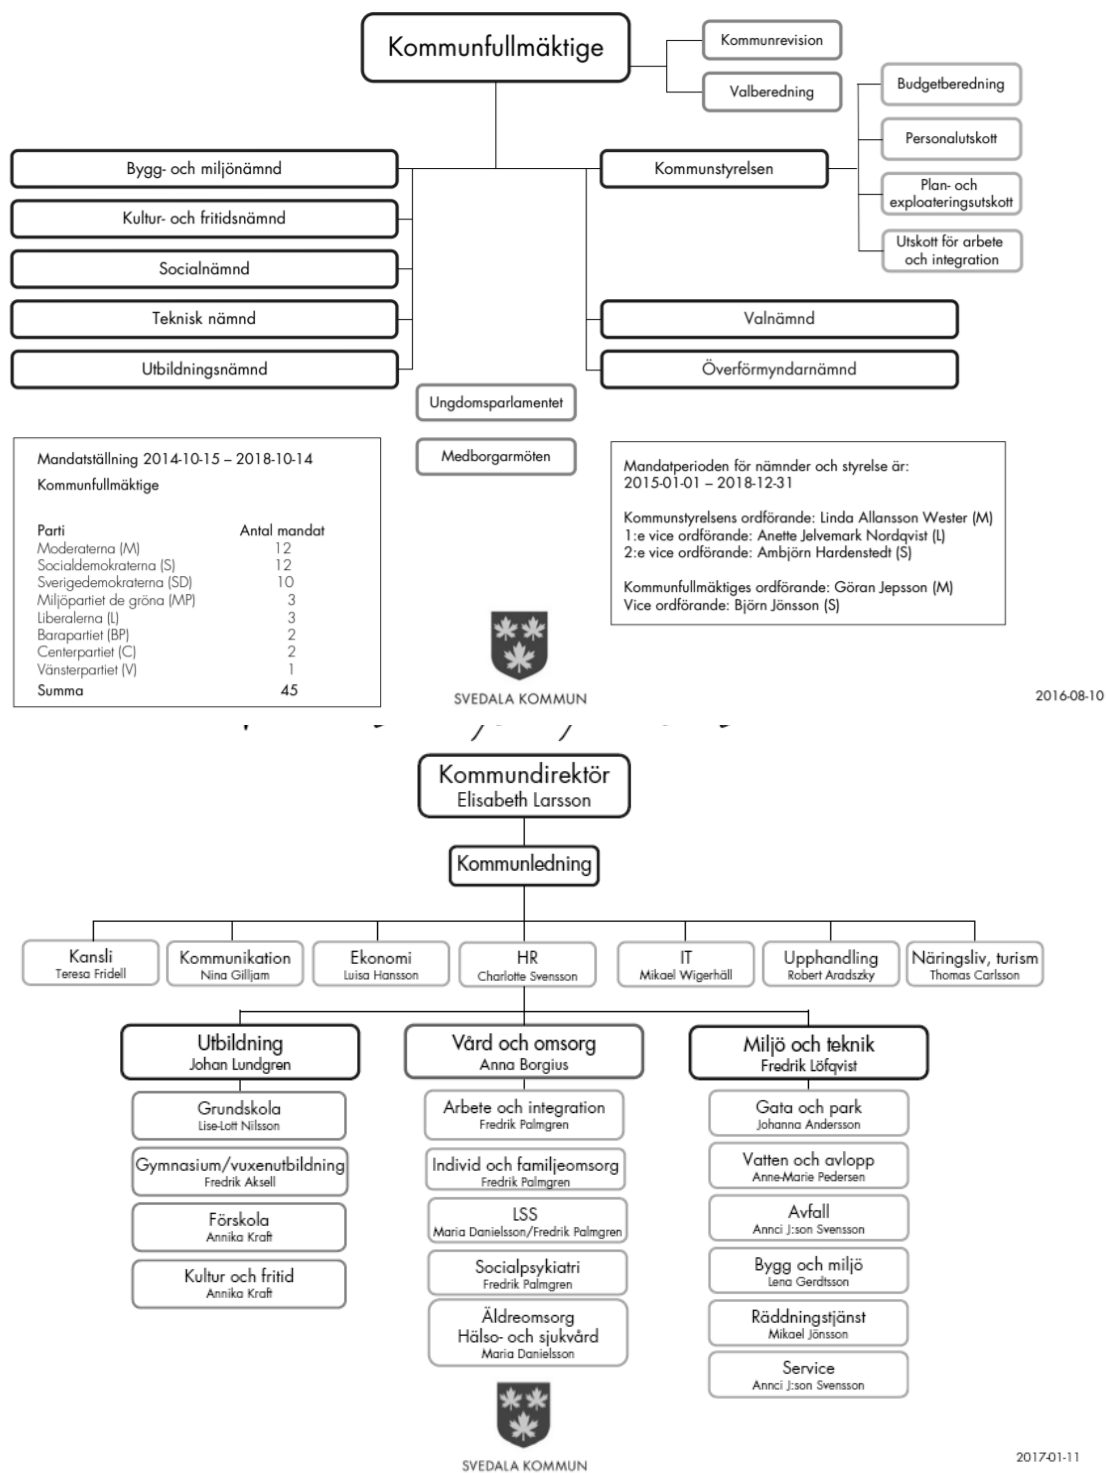 Kommunfullmäktige
Kommunrevision
Valberedning
Budgetberedning
Personalutskott
Plan- och
exploateringsutskott
Utskott för arbete
och integration
Kommunstyrelsen
Bygg- och miljönämnd
Kultur- och fritidsnämnd
Socialnämnd
Teknisk nämnd
Utbildningsnämnd
Valnämnd
Överförmyndarnämnd
Ungdomsparlamentet
Medborgarmöten
Mandatställning 2014-10-15 – 2018-10-14
Kommunfullmäktige
Parti Antal mandat
Moderaterna (M) 12
Socialdemokraterna (S) 12
Sverigedemokraterna (SD) 10
Miljöpartiet de gröna (MP) 3
Liberalerna (L) 3
Barapartiet (BP) 2
Centerpartiet (C) 2
Vänsterpartiet (V) 1
Summa 45
Mandatperioden för nämnder och styrelse är:
2015-01-01 – 2018-12-31
Kommunstyrelsens ordförande: Linda Allansson Wester (M)
1:e vice ordförande: Anette Jelvemark Nordqvist (L)
2:e vice ordförande: Ambjörn Hardenstedt (S)
Kommunfullmäktiges ordförande: Göran Jepsson (M)
Vice ordförande: Björn Jönsson (S)
SVEDALA KOMMUN
2016-08-10
Kommundirektör
Elisabeth Larsson
Kommunledning
Kansli
Teresa Fridell
Kommunikation
Nina Gilljam
Ekonomi
Luisa Hansson
HR
Charlotte Svensson
IT
Mikael Wigerhäll
Upphandling
Robert Aradszky
Näringsliv, turism
Thomas Carlsson
Utbildning
Johan Lundgren
Grundskola
Lise-Lott Nilsson
Gymnasium/vuxenutbildning
Fredrik Aksell
Förskola
Annika Kraft
Kultur och fritid
Annika Kraft
Vård och omsorg
Anna Borgius
Arbete och integration
Fredrik Palmgren
Individ och familjeomsorg
Fredrik Palmgren
LSS
Maria Danielsson/Fredrik Palmgren
Socialpsykiatri
Fredrik Palmgren
Äldreomsorg
Hälso- och sjukvård
Maria Danielsson
Miljö och teknik
Fredrik Löfqvist
Gata och park
Johanna Andersson
Vatten och avlopp
Anne-Marie Pedersen
Avfall
Annci J:son Svensson
Bygg och miljö
Lena Gerdtsson
Räddningstjänst
Mikael Jönsson
Service
Annci J:son Svensson
SVEDALA KOMMUN
2017-01-11